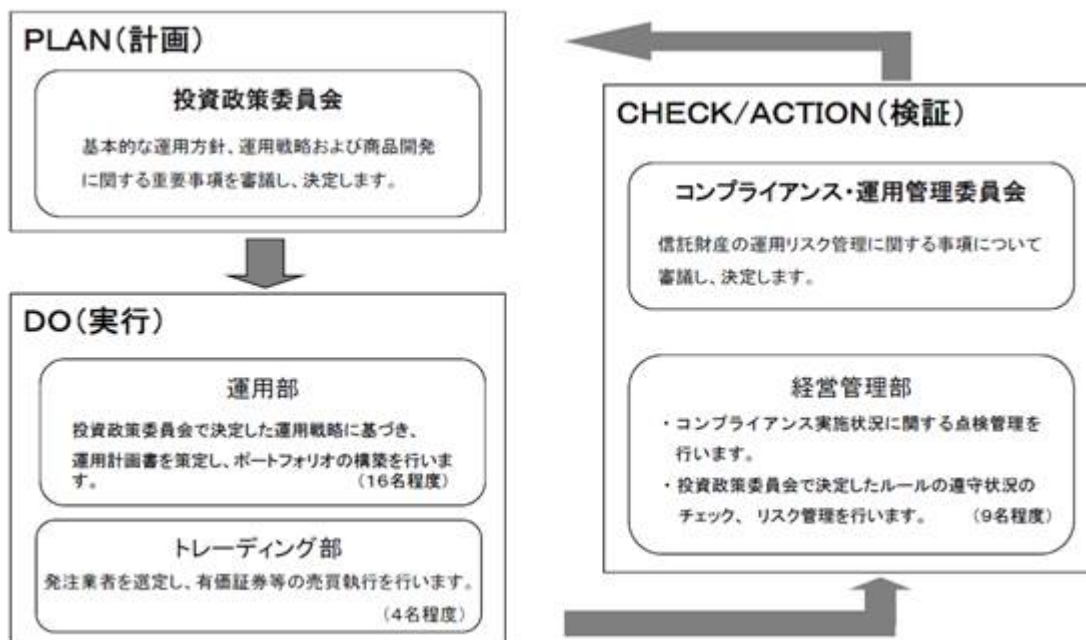 PLAN(計画)
投資政策委員会
基本的な運用方針、運用戦略および商品開発
に関する重要事項を審議し、決定します。
DO(実行)
運用部
投資政策委員会で決定した運用戦略に基づき、
運用計画書を策定し、ポートフォリオの構築を行いま
す。 (16名程度)
トレーディング部
発注業者を選定し、有価証券等の売買執行を行います。
(4名程度)
CHECK/ACTION(検証)
コンプライアンス・運用管理委員会
信託財産の運用リスク管理に関する事項について
審議し、決定します。
経営管理部
・コンプライアンス実施状況に関する点検管理を
行います。
・投資政策委員会で決定したルールの遵守状況の
チェック、リスク管理を行います。 (9名程度)